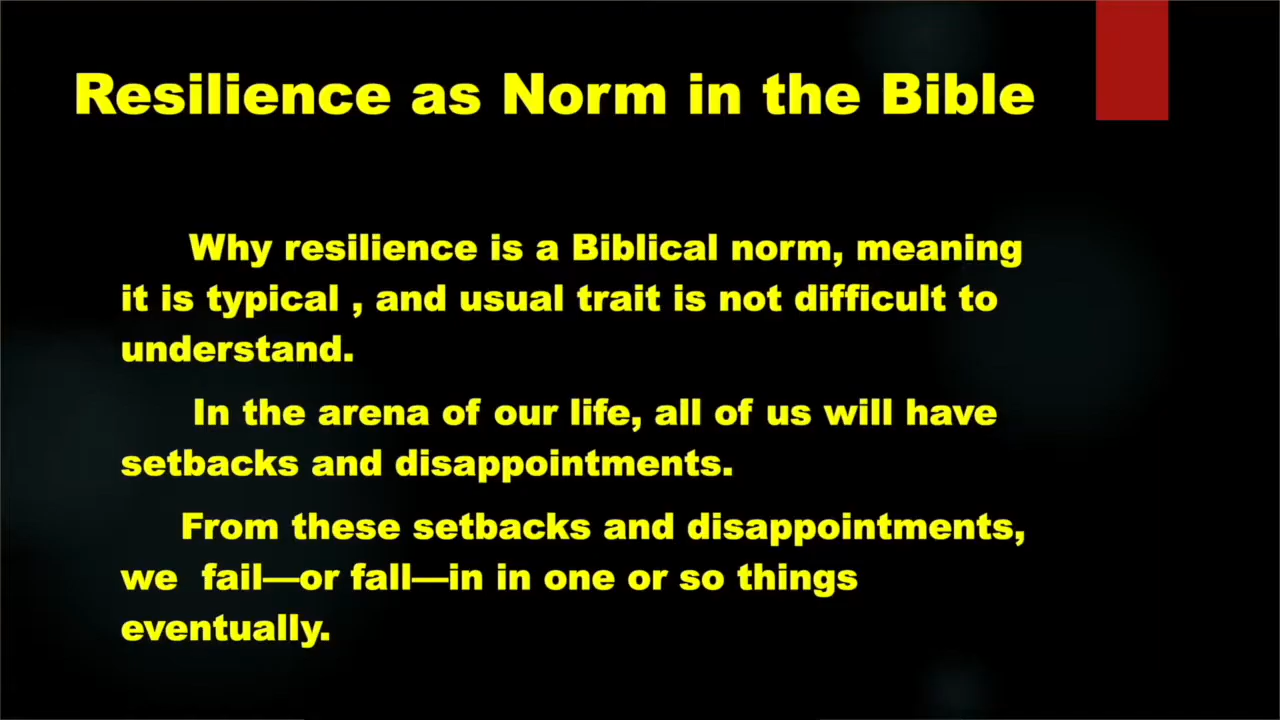 Resilience as Norm in the Bible
Why resilience is a Biblical norm, meaning
it is typical , and usual trait is not difficult to
understand.
In the arena of our life, all of us will have
setbacks and disappointments.
From these setbacks and disappointments,
we  fail—or fall—in in one or so things
eventually.